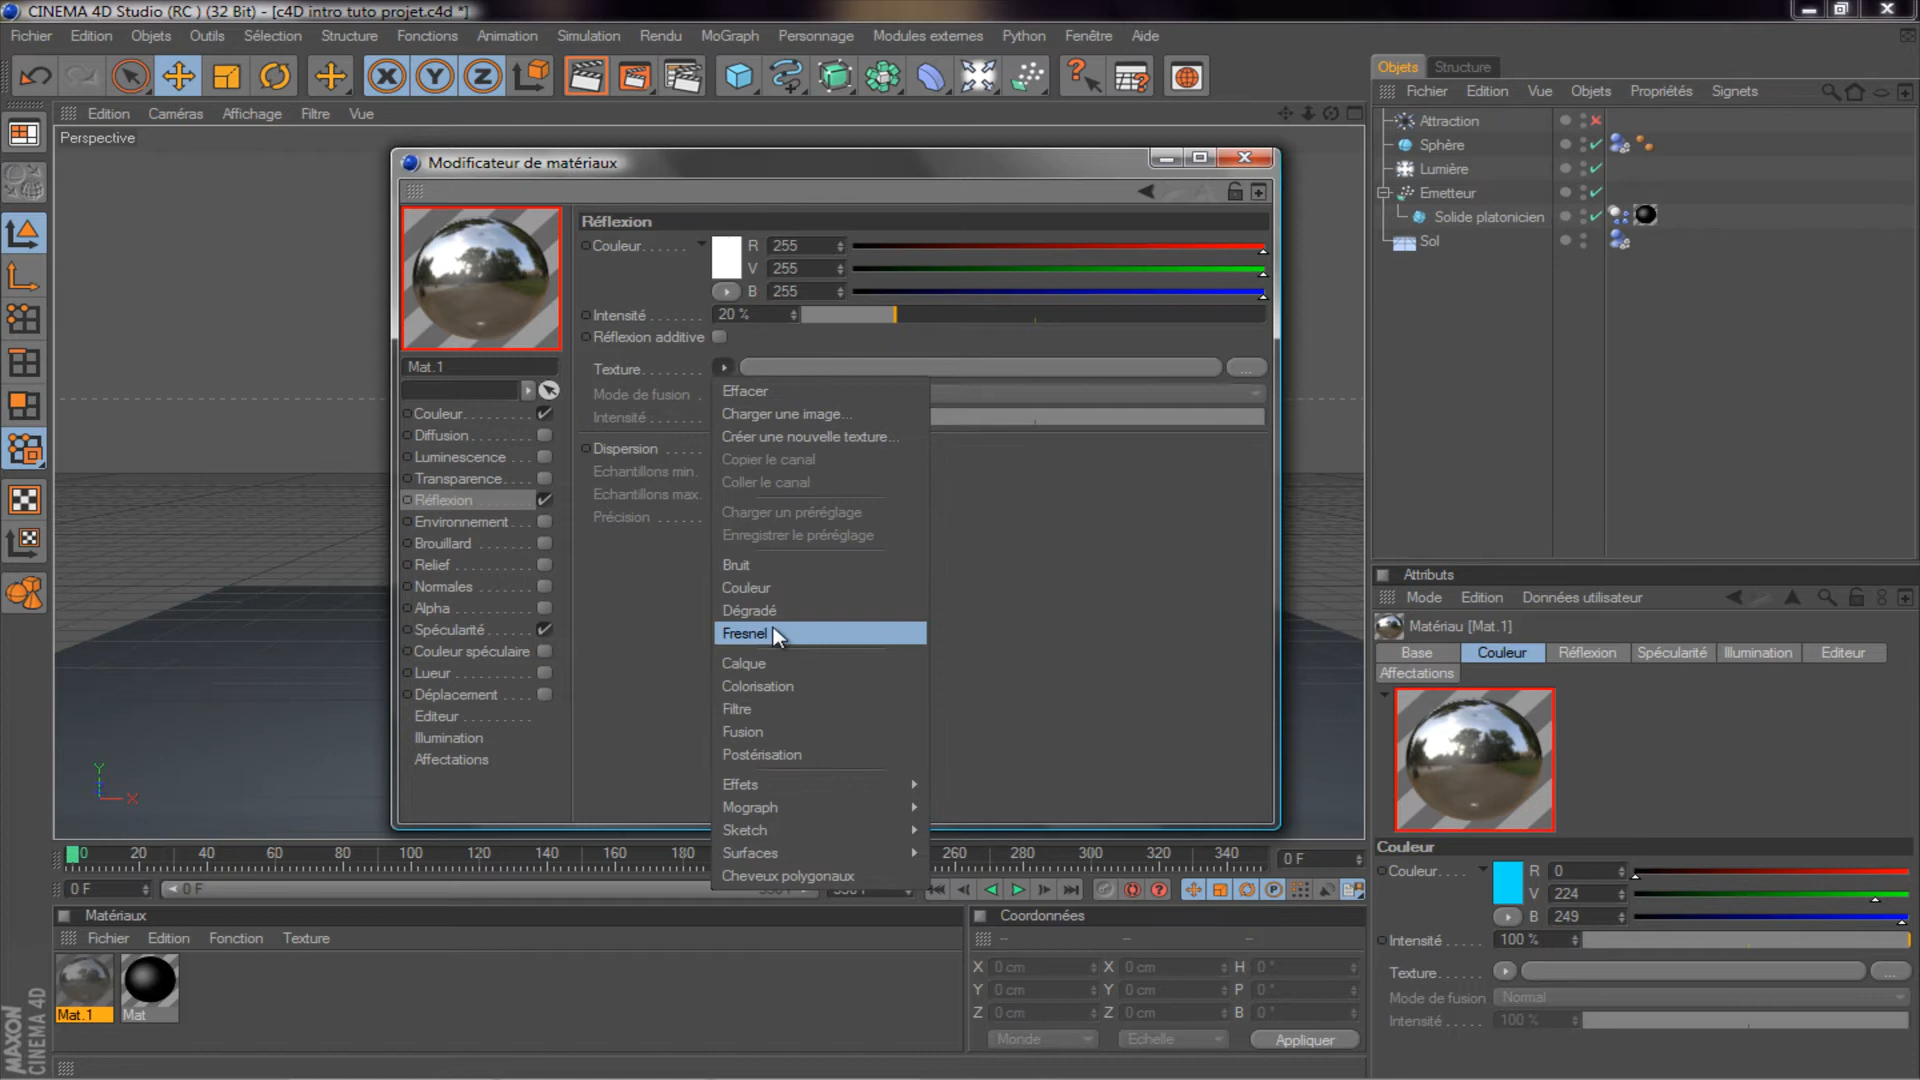 CINEMA 4D Studio (RC ) (32 Bit) - [c4D intro tuto projet.c4d *]
Fichier Edition Objets Outils Sélection Structure Fonctions Animation Simulation Rendu MoGraph Personnage Modules externes Python Fenêtre Aide
X Y Z
Edition Caméras Affichage Filtre Vue
Perspective
Y
X
Modificateur de matériaux
Mat.1
Couleur
Diffusion
Luminescence
Transparence
Réflexion
Environnement
Brouillard
Relief
Normales
Alpha
Spécularité
Couleur spéculaire
Lueur
Déplacement
Editeur
Illumination
Affectations
Réflexion
Couleur R 255
V 255
B 255
Intensité 20 %
Réflexion additive
Texture ...
Mode de fusion
Intensité
Dispersion
Echantillons min.
Echantillons max.
Précision
Effacer
Charger une image...
Créer une nouvelle texture...
Copier le canal
Coller le canal
Charger un préréglage
Enregistrer le préréglage
Bruit
Couleur
Dégradé
Fresnel
Calque
Colorisation
Filtre
Fusion
Postérisation
Effets
Mograph
Sketch
Surfaces
Cheveux polygonaux
0 20 40 60 80 100 120 140 160 180 260 280 300 320 340 0 F
0 F 0 F
Matériaux
Fichier Edition Fonction Texture
Mat.1 Mat
Coordonnées
-- -- --
X 0 cm X 0 cm H 0 °
Y 0 cm Y 0 cm P 0 °
Z 0 cm Z 0 cm B 0 °
Monde Echelle Appliquer
MAXON
CINEMA 4D
Objets Structure
Fichier Edition Vue Objets Propriétés Signets
Attraction
Sphère
Lumière
Emetteur
Solide platonicien
Sol
Attributs
Mode Edition Données utilisateur
Matériau [Mat.1]
Base Couleur Réflexion Spécularité Illumination Editeur
Affectations
Couleur
Couleur R 0
V 224
B 249
Intensité 100 %
Texture ...
Mode de fusion Normal
Intensité 100 %